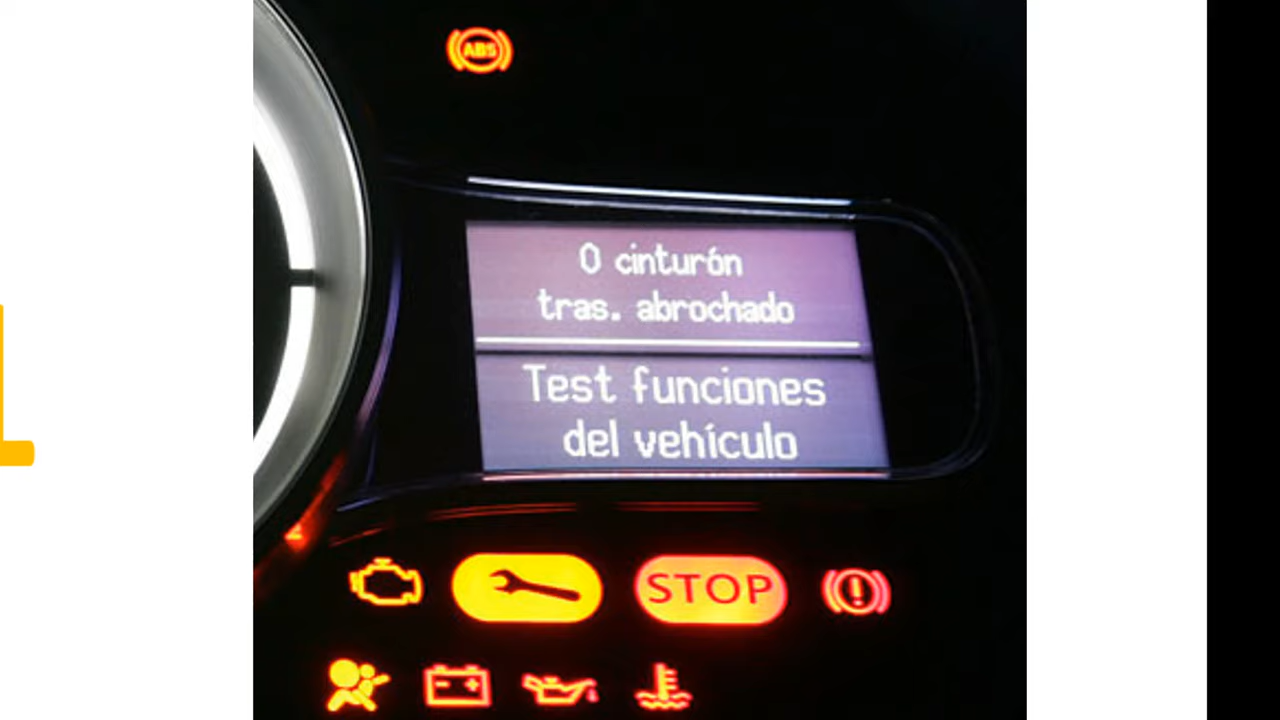 ABS
0 cinturón
tras. abrochado
Test funciones
del vehículo
STOP